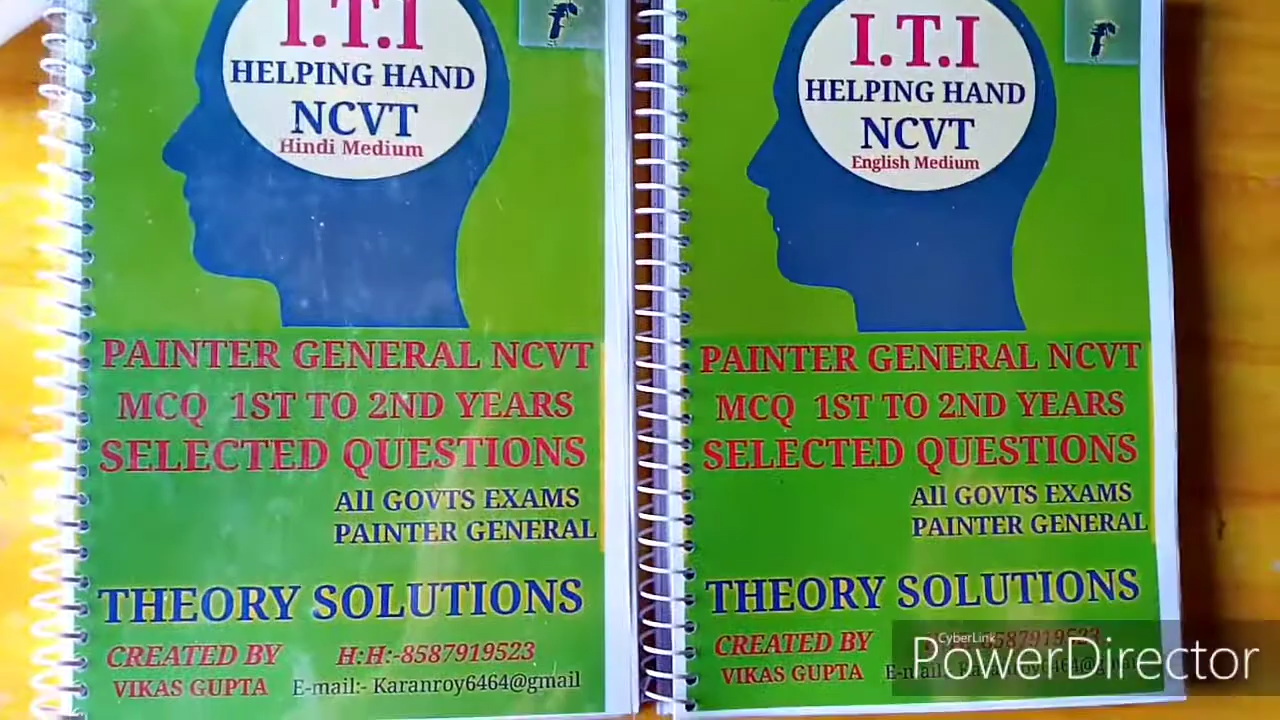 I.T.I
HELPING HAND
NCVT
Hindi Medium
PAINTER GENERAL NCVT
MCQ 1ST TO 2ND YEARS
SELECTED QUESTIONS
All GOVTS EXAMS
PAINTER GENERAL
THEORY SOLUTIONS
CREATED BY H:H:-8587919523
VIKAS GUPTA E-mail:- Karanroy6464@gmail
I.T.I
HELPING HAND
NCVT
English Medium
PAINTER GENERAL NCVT
MCQ 1ST TO 2ND YEARS
SELECTED QUESTIONS
All GOVTS EXAMS
PAINTER GENERAL
THEORY SOLUTIONS
CREATED BY
VIKAS GUPTA
CyberLink
PowerDirector